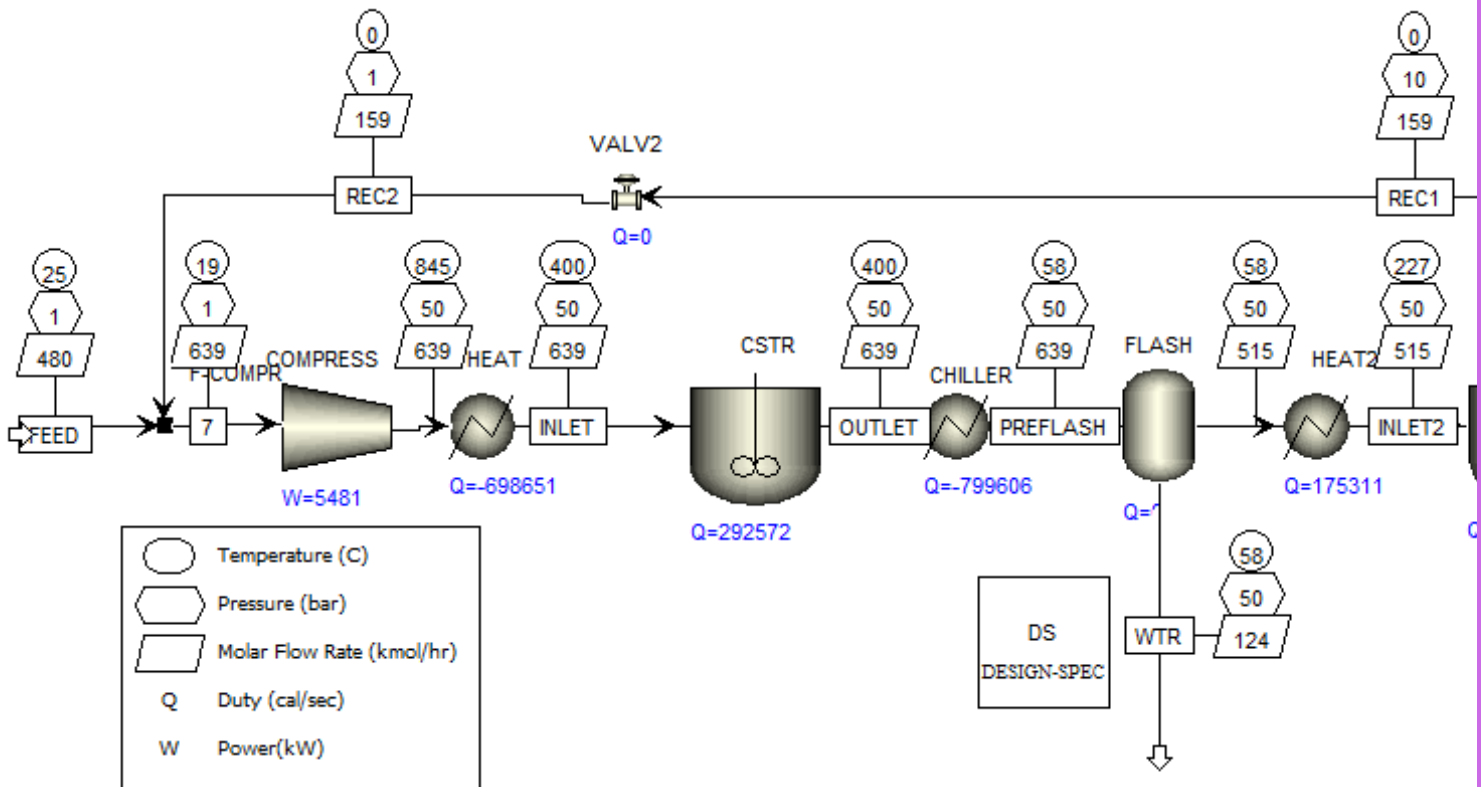 0
1
159
REC2
VALV2
Q=0
0
10
159
REC1
25
1
480
FEED
19
1
639
F-COMPR
7
COMPRESS
W=5481
845
50
639
HEAT
Q=-698651
400
50
639
INLET
CSTR
Q=292572
400
50
639
OUTLET
CHILLER
Q=-799606
58
50
639
PREFLASH
FLASH
58
50
515
HEAT2
Q=175311
227
50
515
INLET2
58
50
124
WTR
DS
DESIGN-SPEC
Temperature (C)
Pressure (bar)
Molar Flow Rate (kmol/hr)
Q Duty (cal/sec)
W Power(kW)